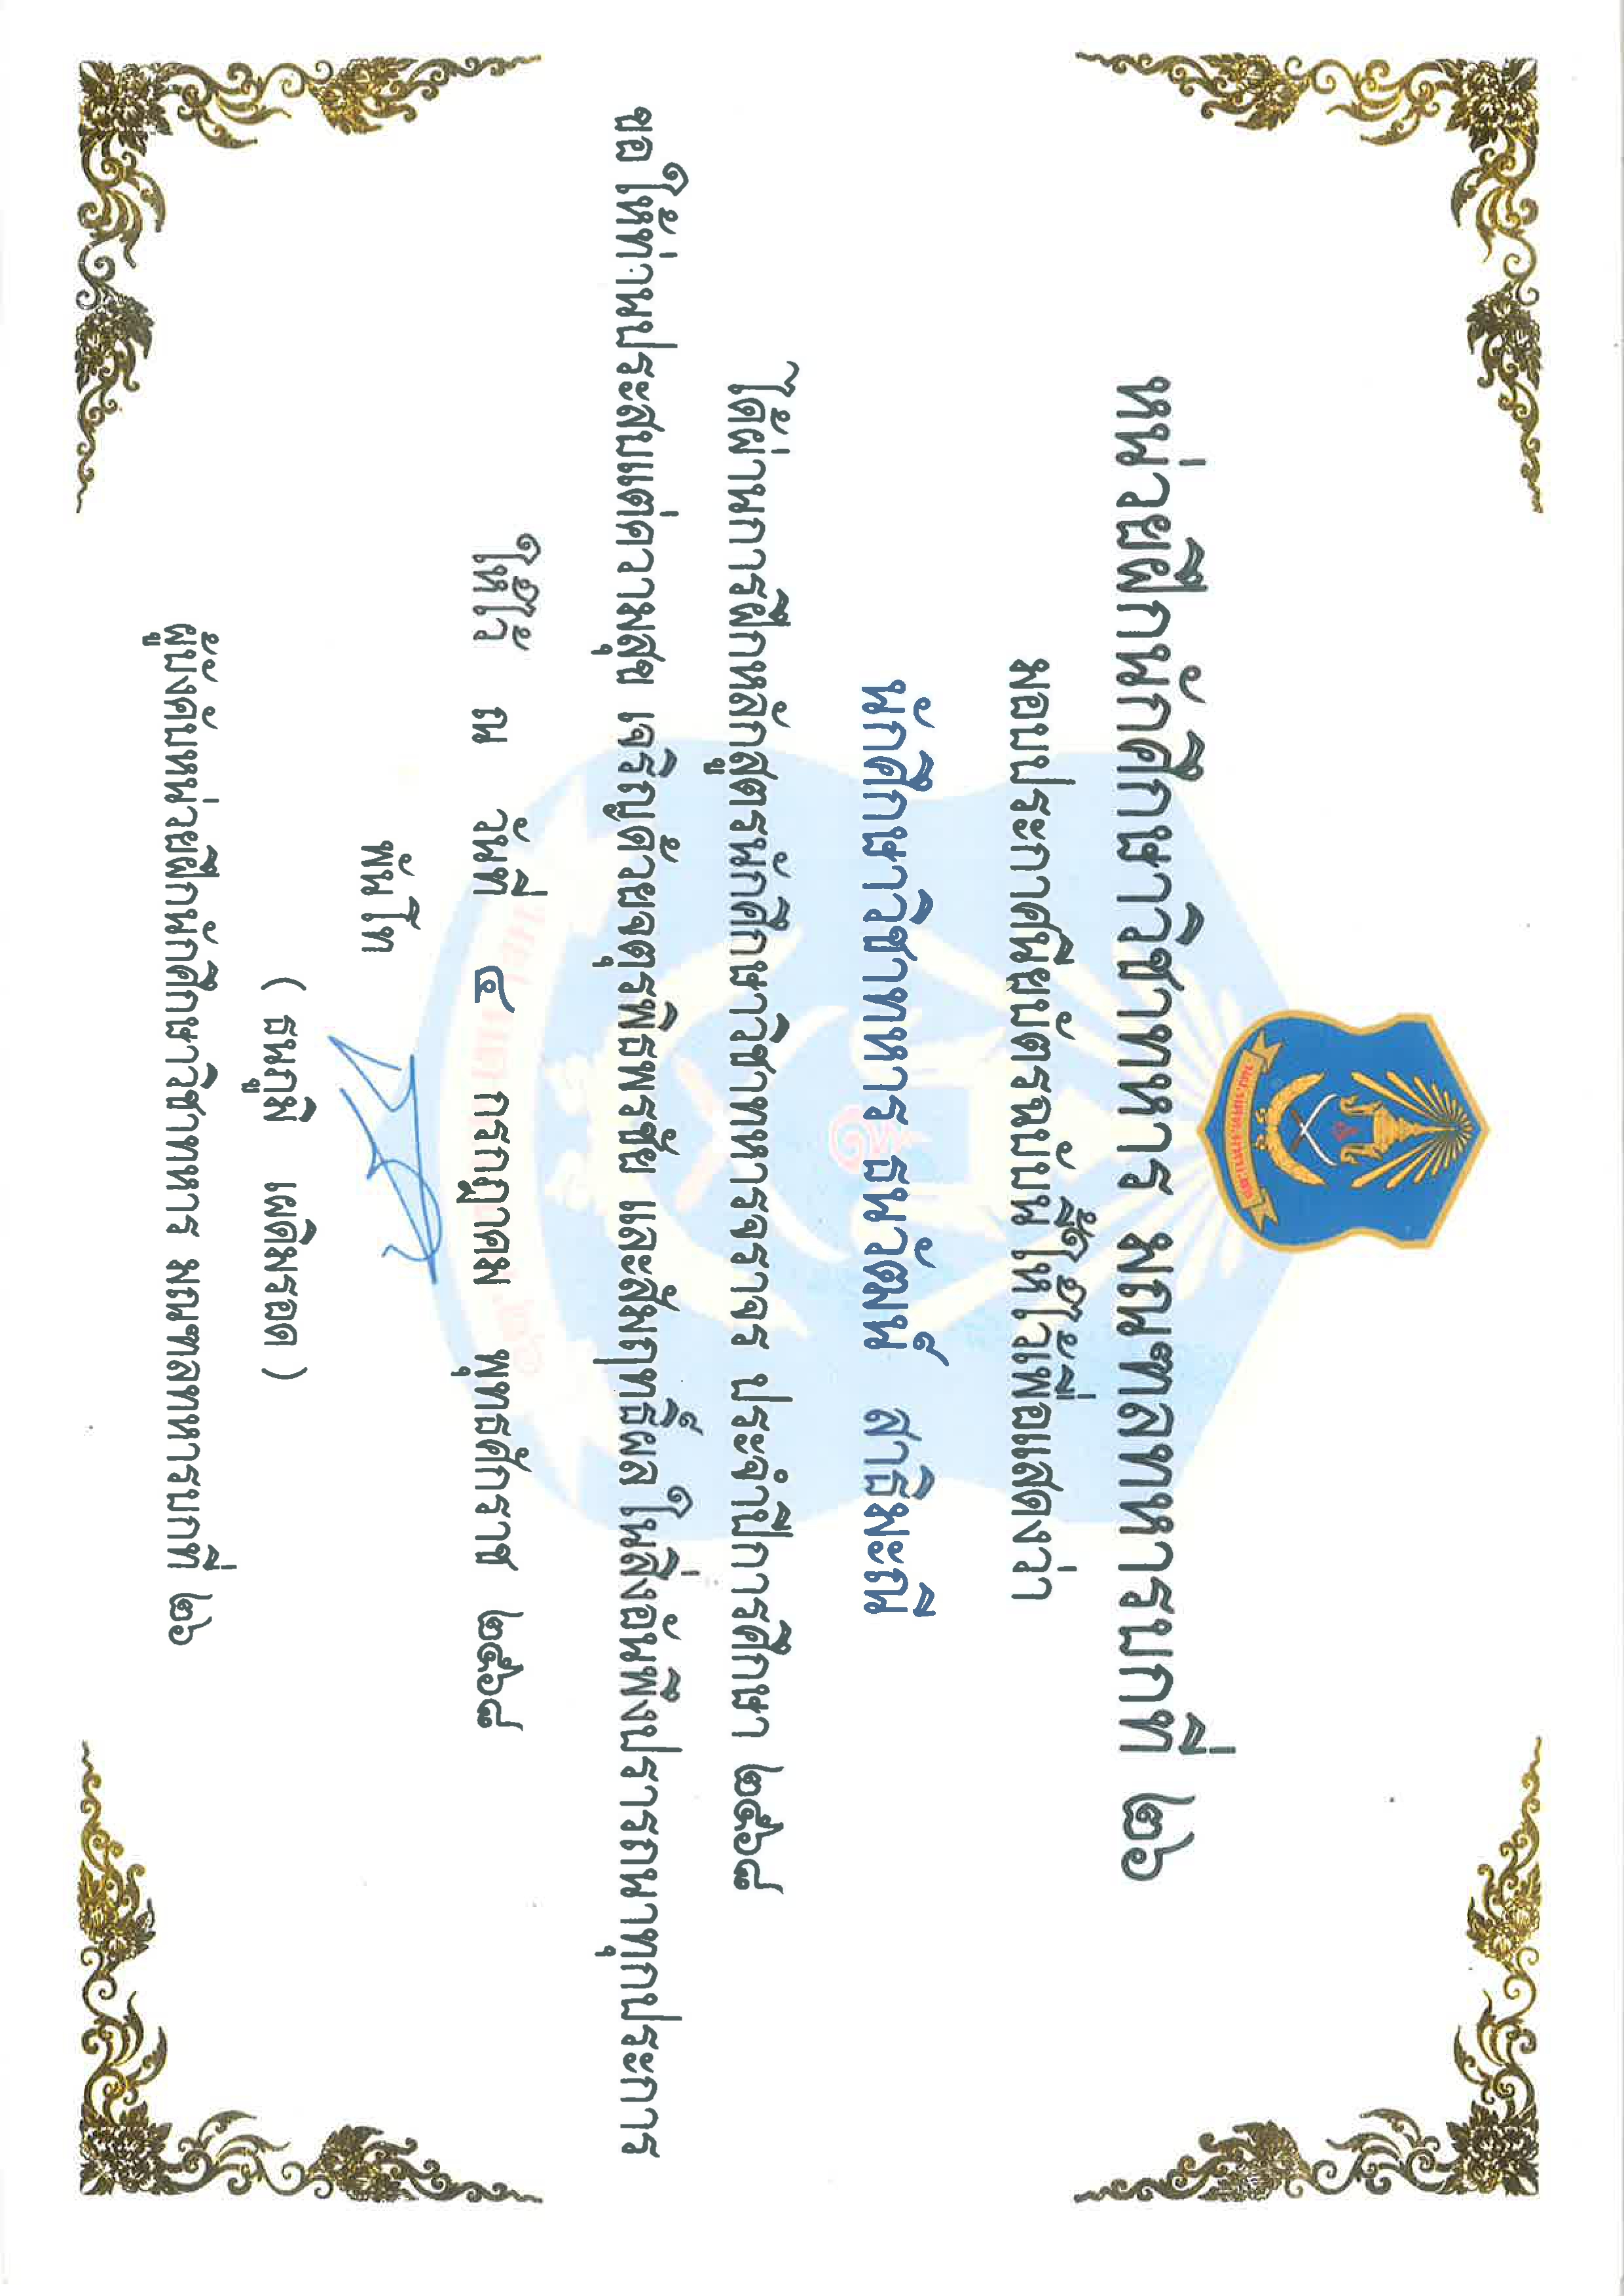 หน่วยฝึกนักศึกษาวิชาทหาร มณฑลทหารบกที่ ๒๖
มอบประกาศนียบัตรฉบับนี้ให้ไว้เพื่อแสดงว่า
นักศึกษาวิชาทหาร ธนวัฒน์ สาธิมะณี
ได้ผ่านการฝึกหลักสูตรนักศึกษาวิชาทหารจราจร ประจำปีการศึกษา ๒๕๖๘
ขอให้ท่านประสบแต่ความสุข เจริญด้วยจตุรพิธพรชัย และสัมฤทธิ์ผลในสิ่งอันพึงปรารถนาทุกประการ
ให้ไว้ ณ วันที่ ๔ กรกฎาคม พุทธศักราช ๒๕๖๘
พันโท
( ธนภูมิ เผดิมรอด )
ผู้บังคับหน่วยฝึกนักศึกษาวิชาทหาร มณฑลทหารบกที่ ๒๖